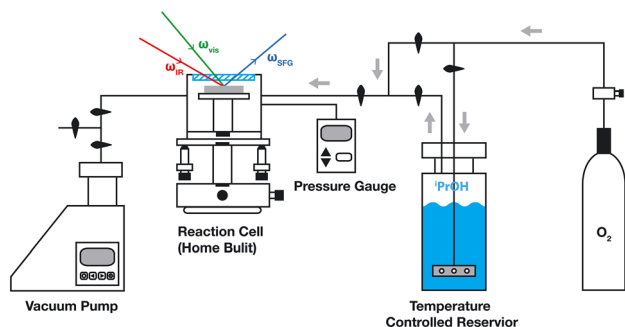 ωvis
ωIR
ωSFG
Pressure Gauge
Reaction Cell
(Home Bulit)
Vacuum Pump
iPrOH
Temperature
Controlled Reservior
O2